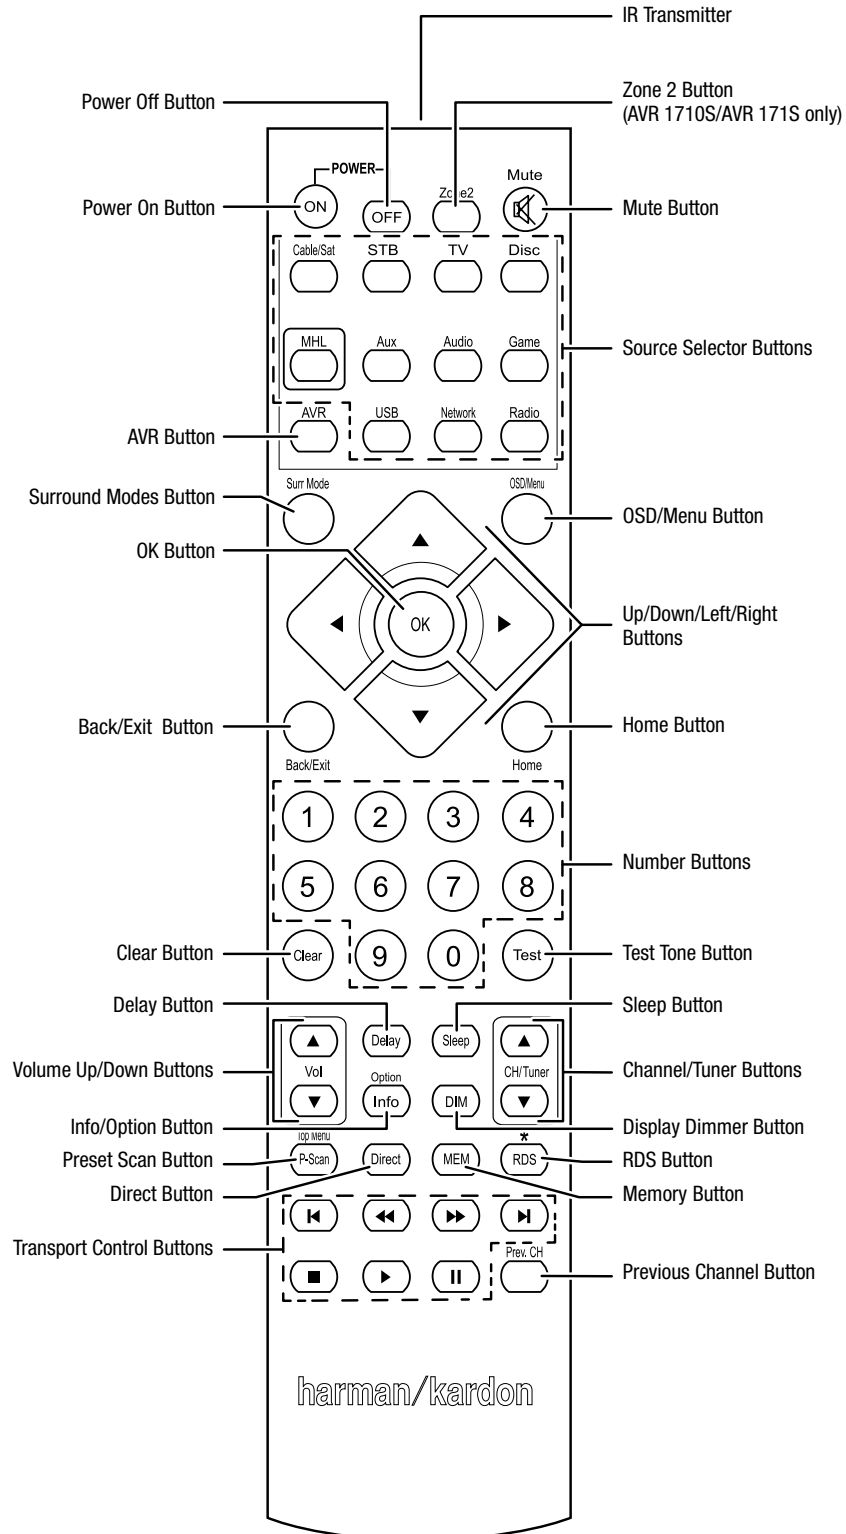 IR Transmitter
Power Off Button
Zone 2 Button
(AVR 1710S/AVR 171S only)
POWER
Mute
Zone2
Power On Button
ON
OFF
Mute Button
Cable/Sat
STB
TV
Disc
MHL
Aux
Audio
Game
Source Selector Buttons
AVR
USB
Network
Radio
AVR Button
Surr Mode
OSD/Menu
Surround Modes Button
OSD/Menu Button
OK Button
OK
Up/Down/Left/Right
Buttons
Back/Exit Button
Home Button
Back/Exit
Home
1
2
3
4
Number Buttons
5
6
7
8
Clear Button
Clear
9
0
Test
Test Tone Button
Delay Button
Sleep Button
Delay
Sleep
Volume Up/Down Buttons
Vol
CH/Tuner
Channel/Tuner Buttons
Option
Info
DIM
Info/Option Button
Display Dimmer Button
Top Menu
*
Preset Scan Button
P-Scan
Direct
MEM
RDS
RDS Button
Direct Button
Memory Button
Transport Control Buttons
Prev. CH
Previous Channel Button
harman/kardon